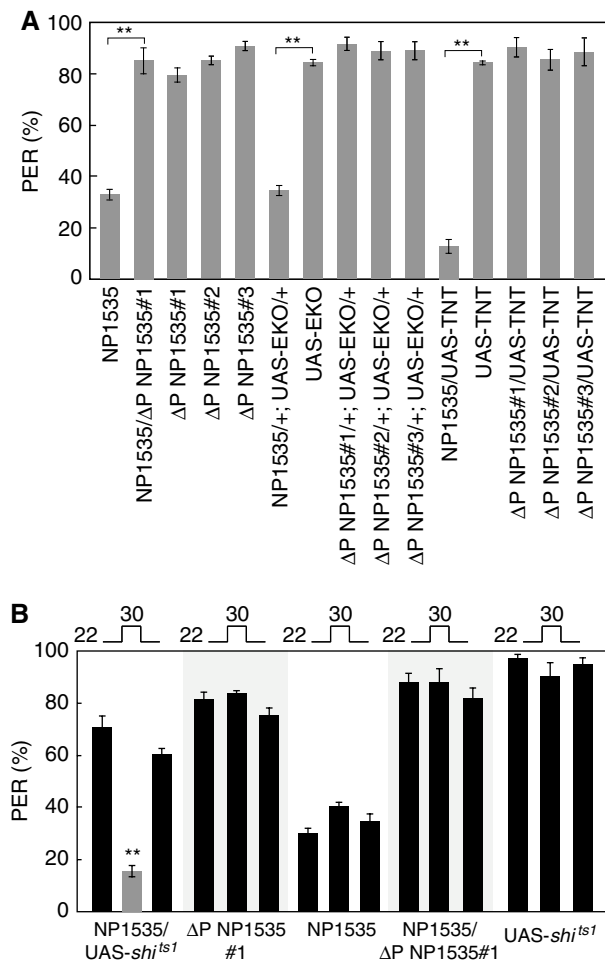 A
** ** **
100
80
60
40
20
0
PER (%)
NP1535
NP1535/ΔP NP1535#1
ΔP NP1535#1
ΔP NP1535#2
ΔP NP1535#3
NP1535/+; UAS-EKO/+
UAS-EKO
ΔP NP1535#1/+; UAS-EKO/+
ΔP NP1535#2/+; UAS-EKO/+
ΔP NP1535#3/+; UAS-EKO/+
NP1535/UAS-TNT
UAS-TNT
ΔP NP1535#1/UAS-TNT
ΔP NP1535#2/UAS-TNT
ΔP NP1535#3/UAS-TNT
B
30 30 30 30 30
22 22 22 22 22
100
80
60
40
20
0
PER (%)
**
NP1535/
UAS-shi^ts1
ΔP NP1535
#1
NP1535
NP1535/
ΔP NP1535#1
UAS-shi^ts1